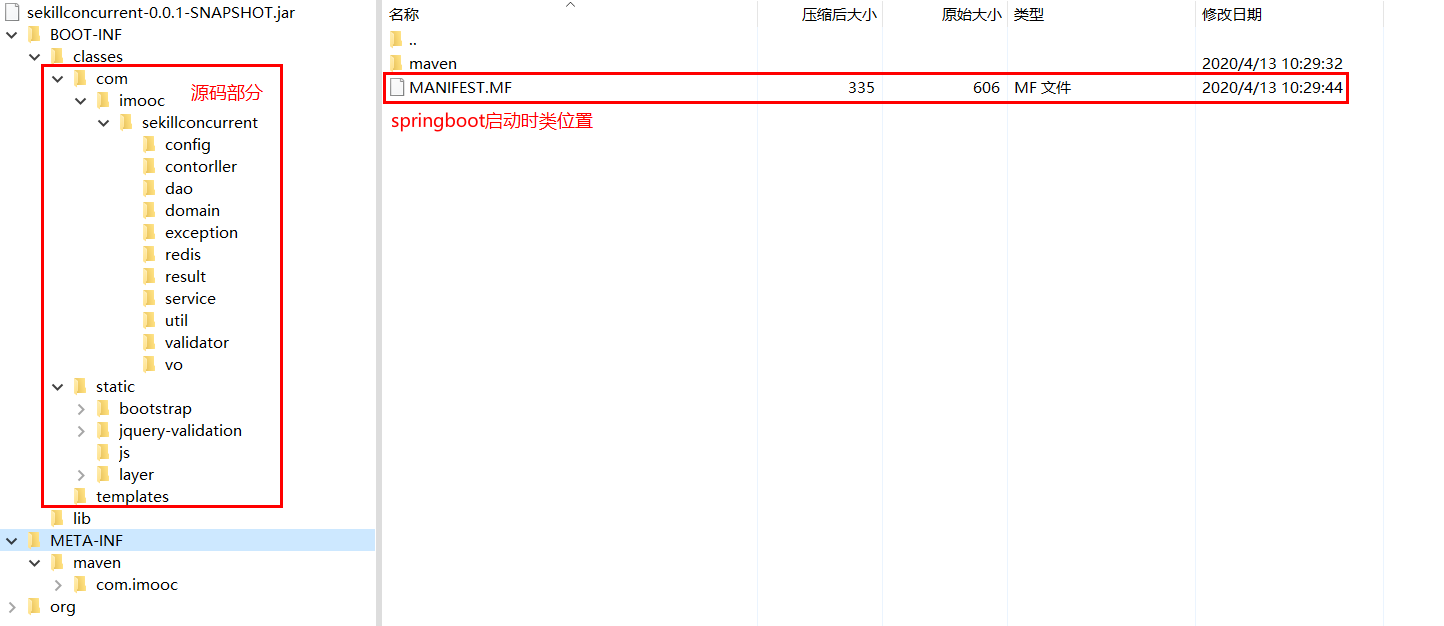 sekillconcurrent-0.0.1-SNAPSHOT.jar
BOOT-INF
classes
com
imooc
源码部分
sekillconcurrent
config
contorller
dao
domain
exception
redis
result
service
util
validator
vo
static
bootstrap
jquery-validation
js
layer
templates
lib
META-INF
maven
com.imooc
org
名称 压缩后大小 原始大小 类型 修改日期
..
maven 2020/4/13 10:29:32
MANIFEST.MF 335 606 MF 文件 2020/4/13 10:29:44
springboot启动时类位置